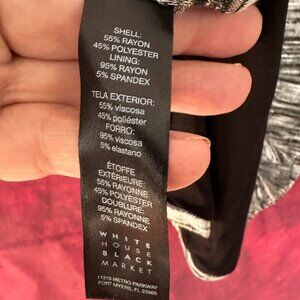 SHELL:
55% RAYON
45% POLYESTER
LINING:
95% RAYON
5% SPANDEX
TELA EXTERIOR:
55% viscosa
45% poliéster
FORRO:
95% viscosa
5% elastano
ÉTOFFE
EXTÉRIEURE:
55% RAYONNE
45% POLYESTER
DOUBLURE:
95% RAYONNE
5% SPANDEX
WHITE
HOUSE
BLACK
MARKET
11215 METRO PARKWAY
FORT MYERS, FL 33966